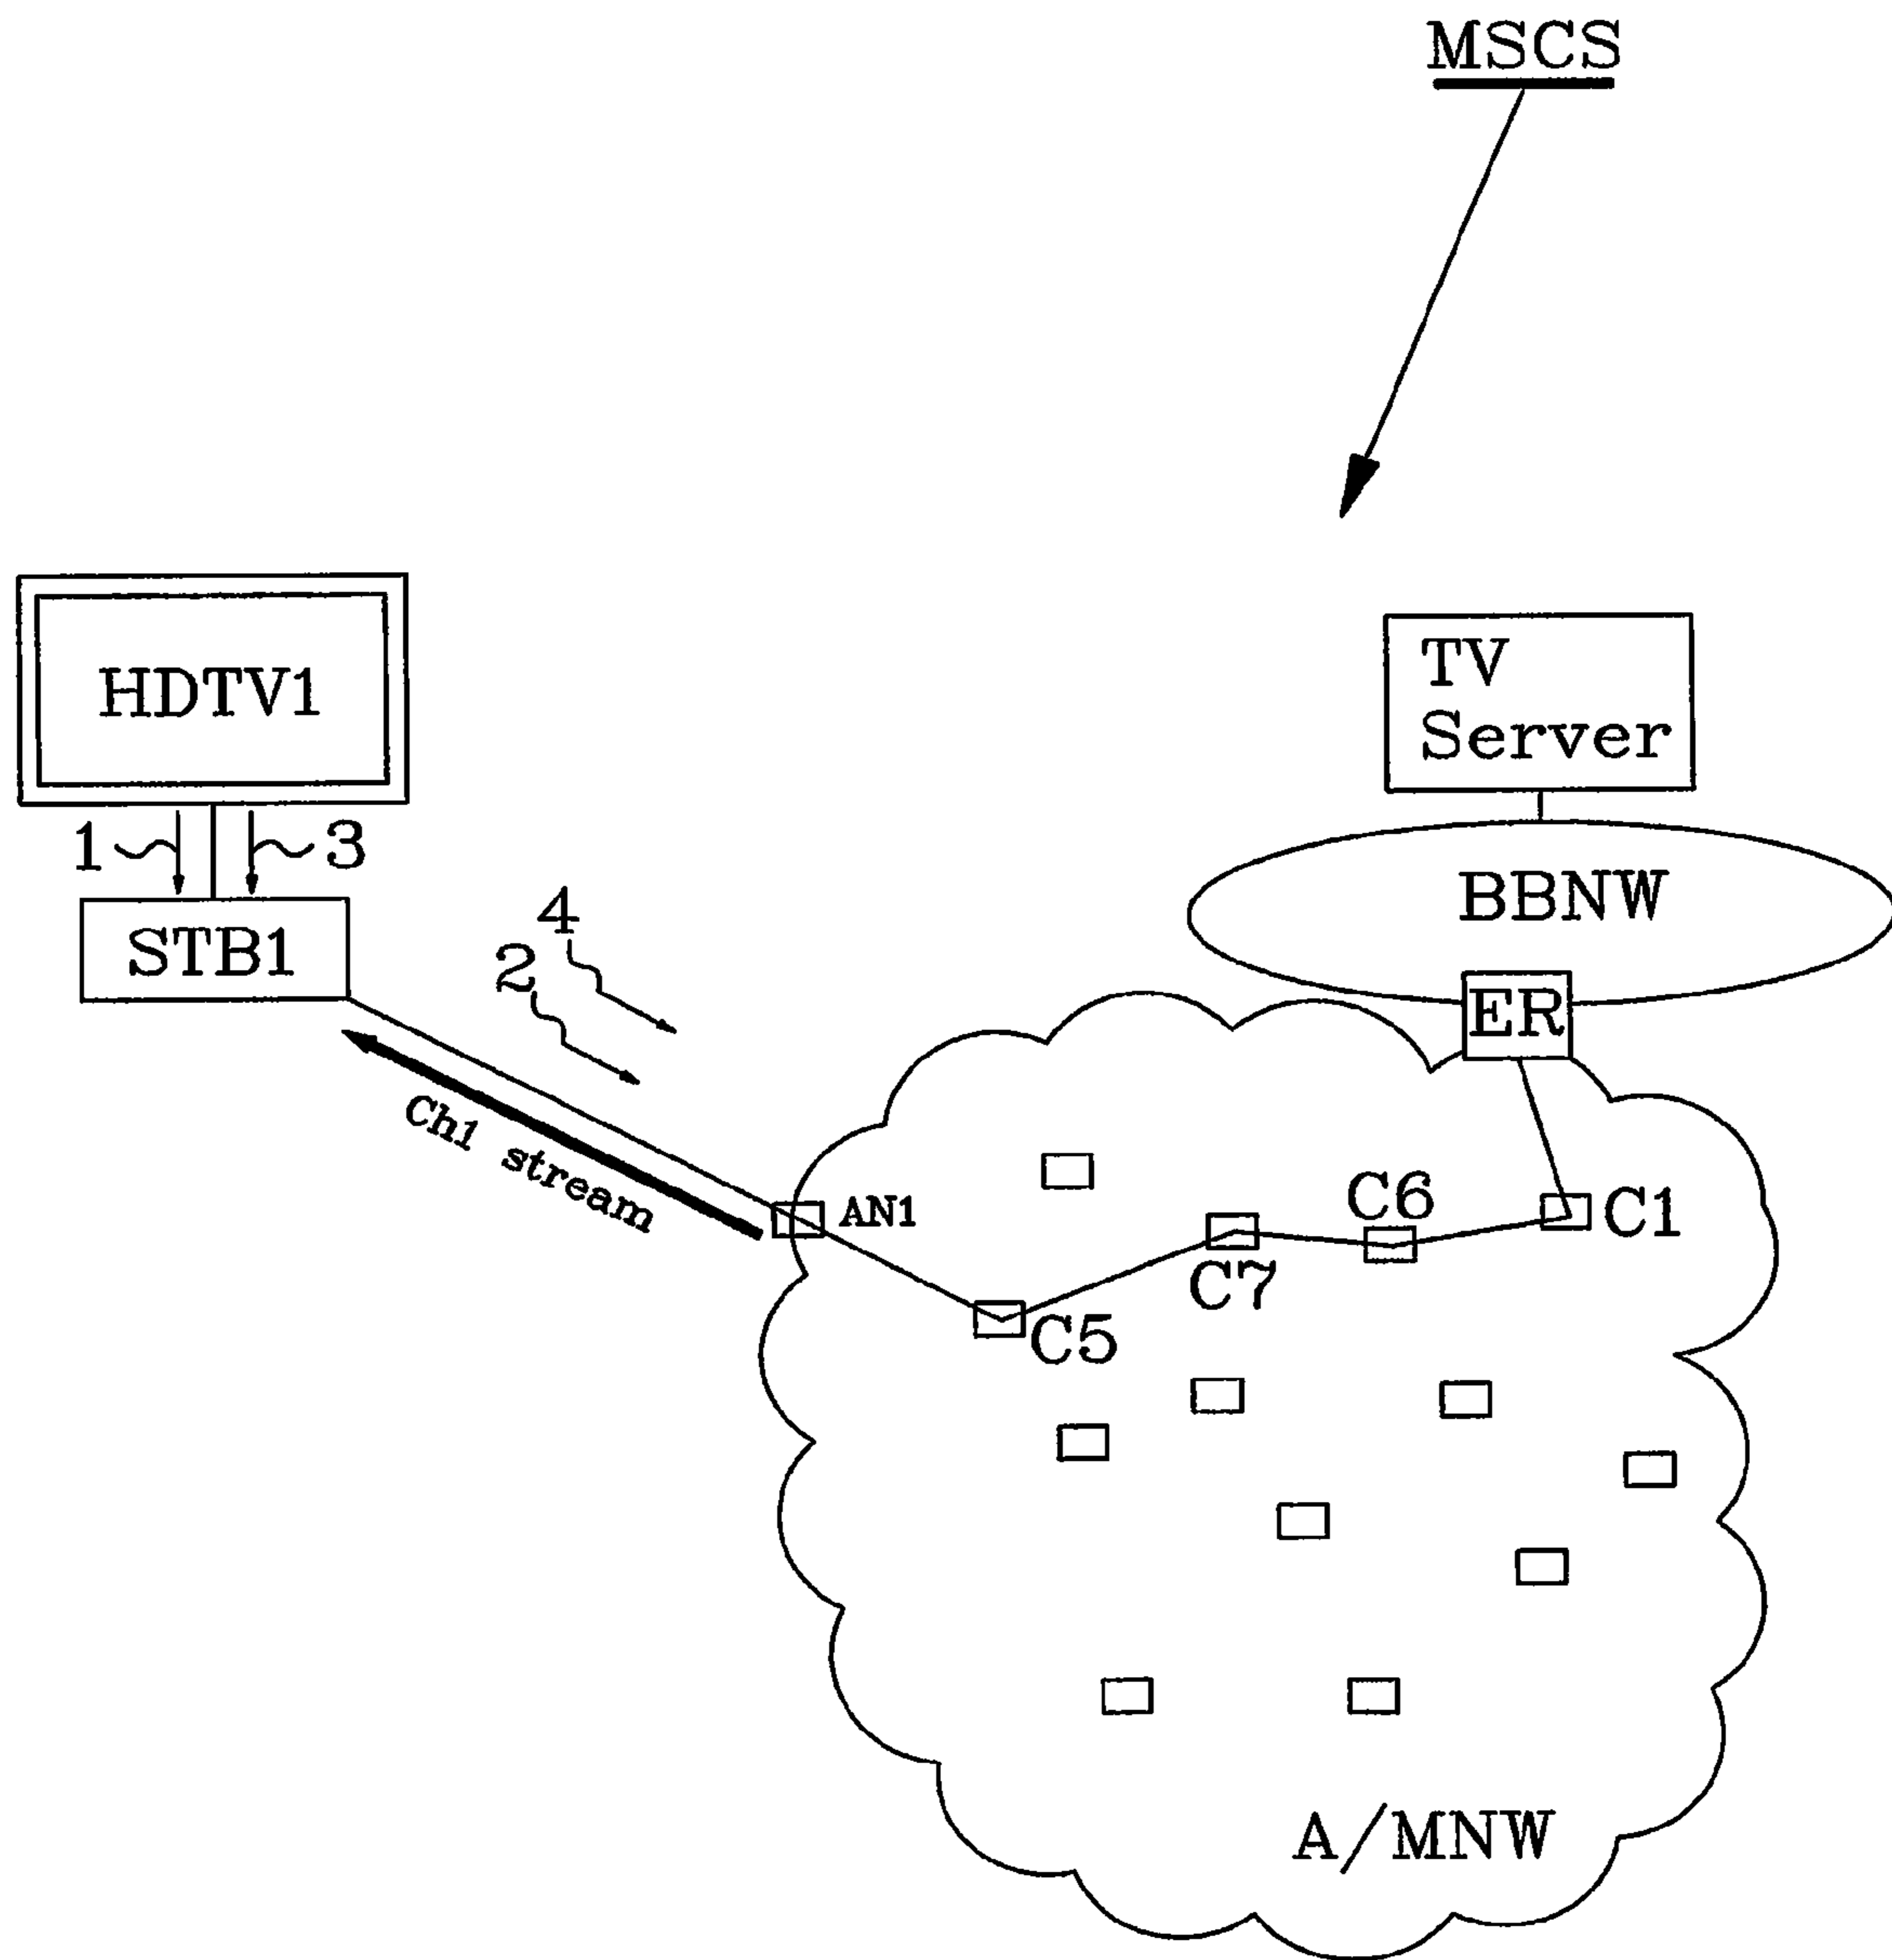 MSCS
HDTV1
TV
Server
1
3
BBNW
STB1
4
2
ER
Ch1 stream
AN1
C6
C1
C7
C5
A/MNW